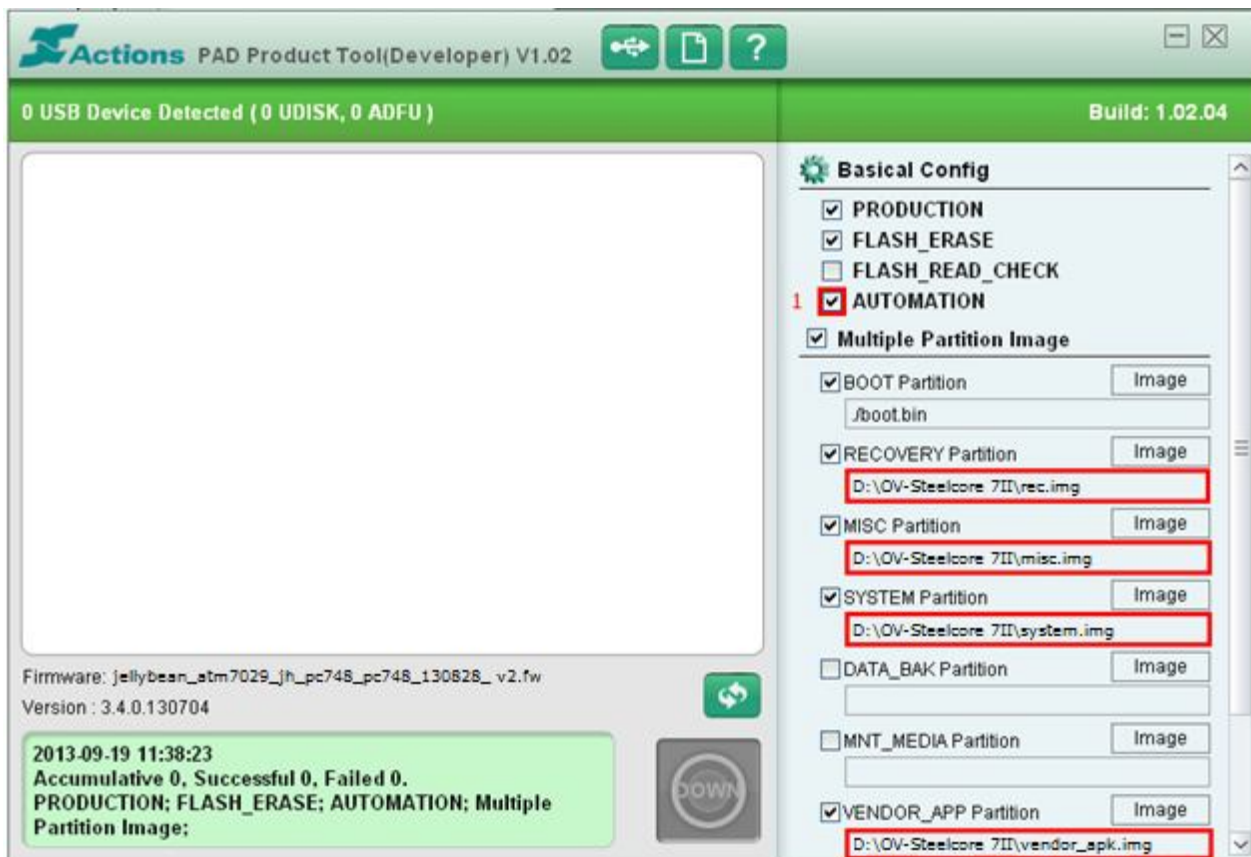 Actions PAD Product Tool(Developer) V1.02
?
0 USB Device Detected ( 0 UDISK, 0 ADFU )
Build: 1.02.04
Basical Config
PRODUCTION
FLASH_ERASE
FLASH_READ_CHECK
1 AUTOMATION
Multiple Partition Image
BOOT Partition Image
./boot.bin
RECOVERY Partition Image
D:\OV-Steelcore 7II\rec.img
MISC Partition Image
D:\OV-Steelcore 7II\misc.img
SYSTEM Partition Image
D:\OV-Steelcore 7II\system.img
DATA_BAK Partition Image
MNT_MEDIA Partition Image
VENDOR_APP Partition Image
D:\OV-Steelcore 7II\vendor_apk.img
Firmware: jellybean_atm7029_jh_pc748_pc748_130828_ v2.fw
Version : 3.4.0.130704
2013-09-19 11:38:23
Accumulative 0, Successful 0, Failed 0.
PRODUCTION; FLASH_ERASE; AUTOMATION; Multiple
Partition Image;
DOWN